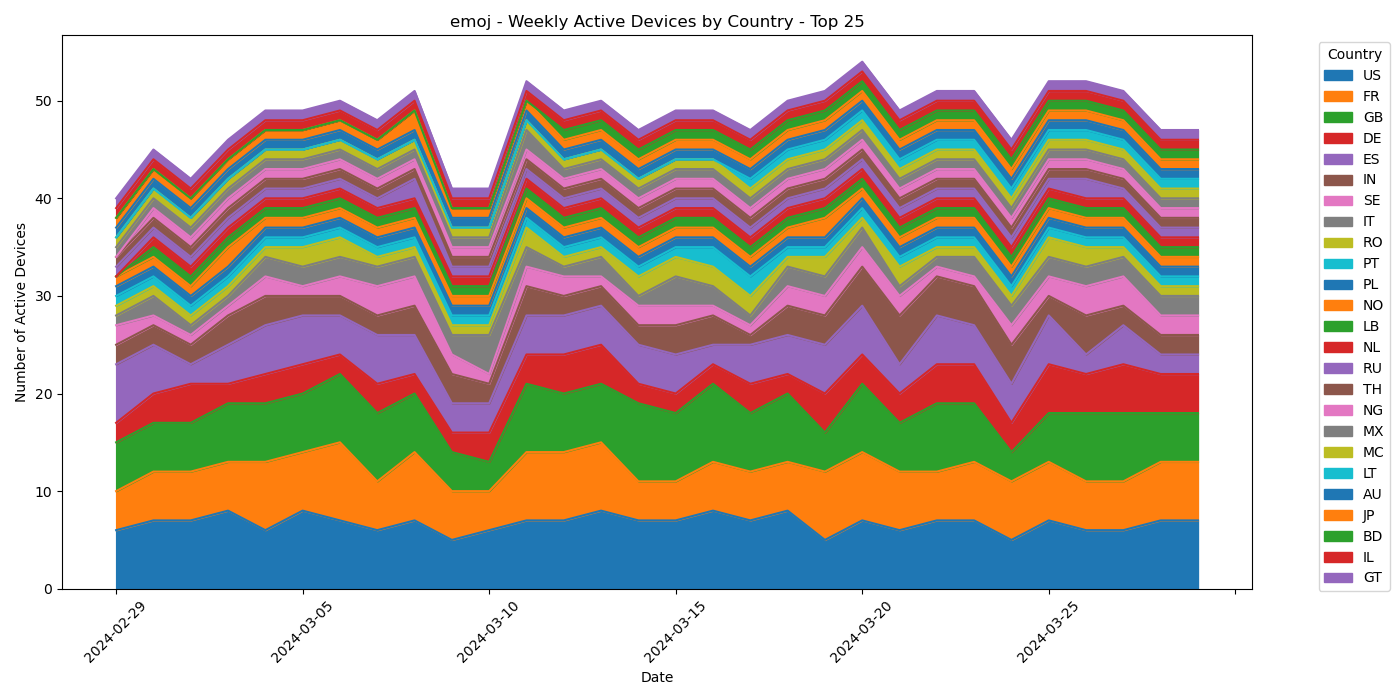 emoj - Weekly Active Devices by Country - Top 25
Number of Active Devices
50
40
30
20
10
0
2024-02-29
2024-03-05
2024-03-10
2024-03-15
2024-03-20
2024-03-25
Date
Country
US
FR
GB
DE
ES
IN
SE
IT
RO
PT
PL
NO
LB
NL
RU
TH
NG
MX
MC
LT
AU
JP
BD
IL
GT